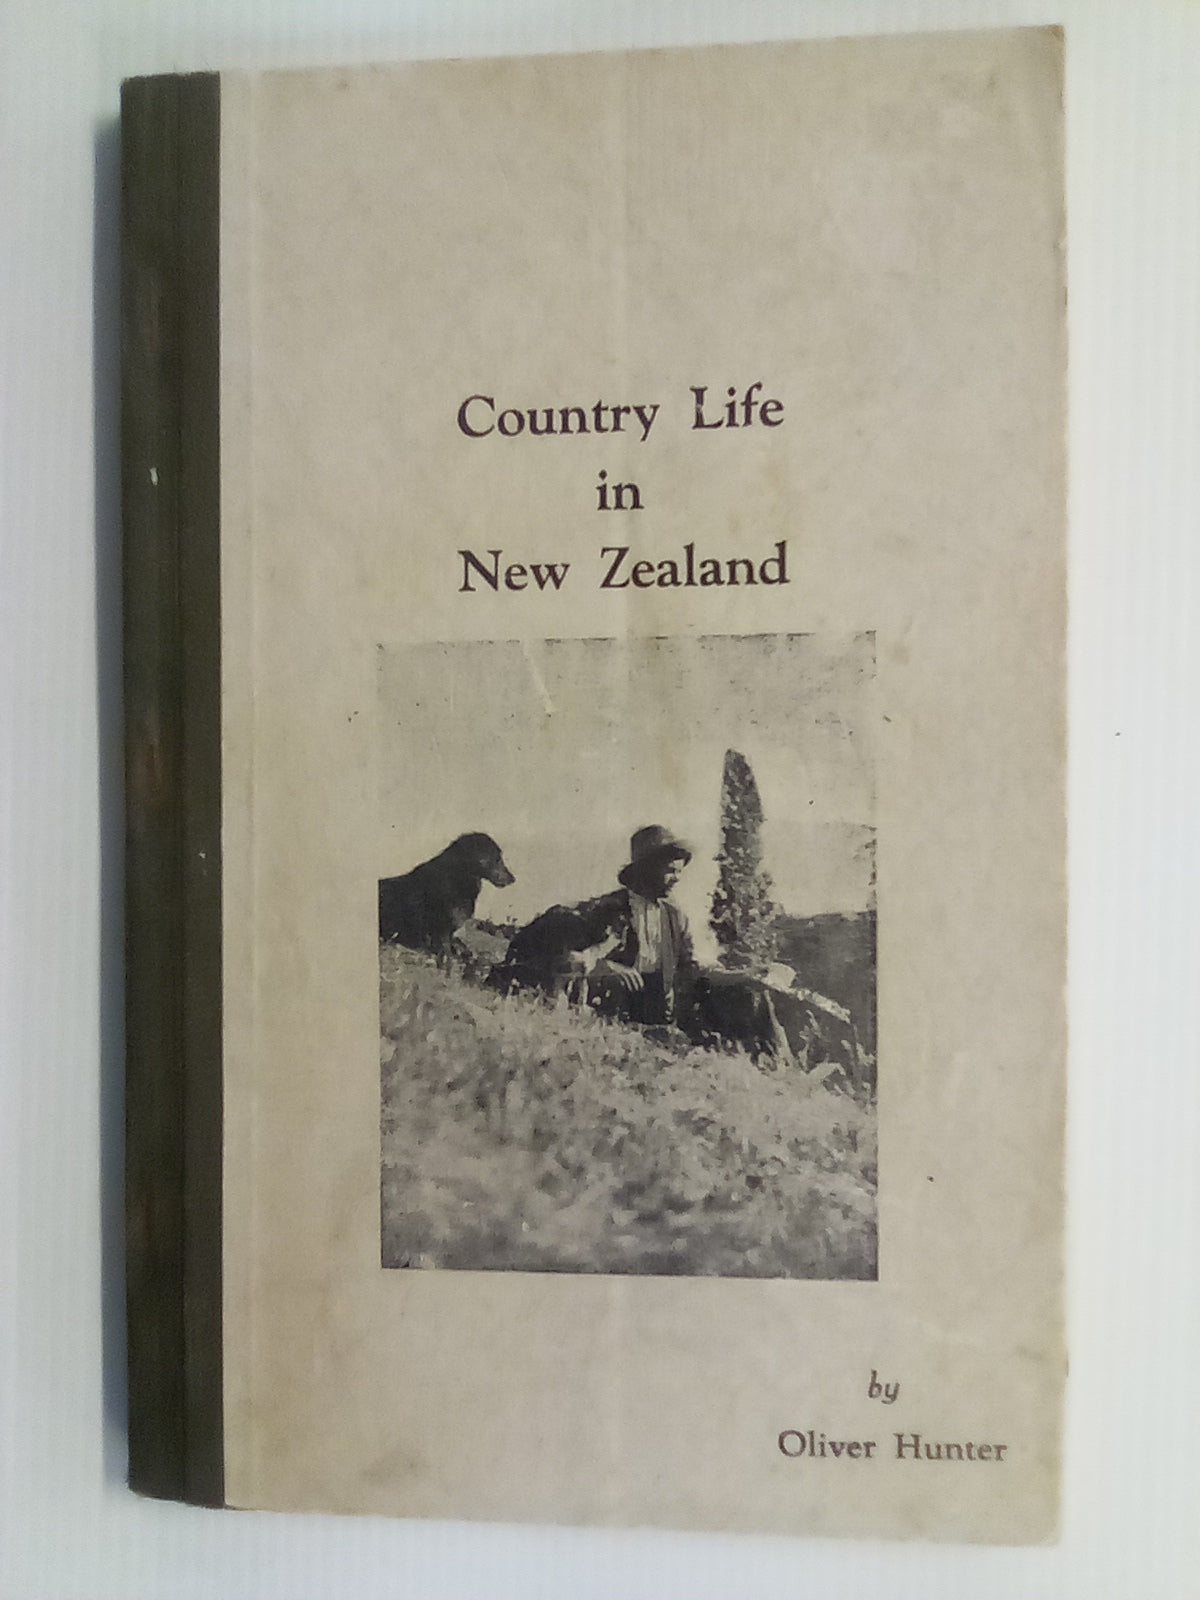 Country Life
in
New Zealand
by
Oliver Hunter